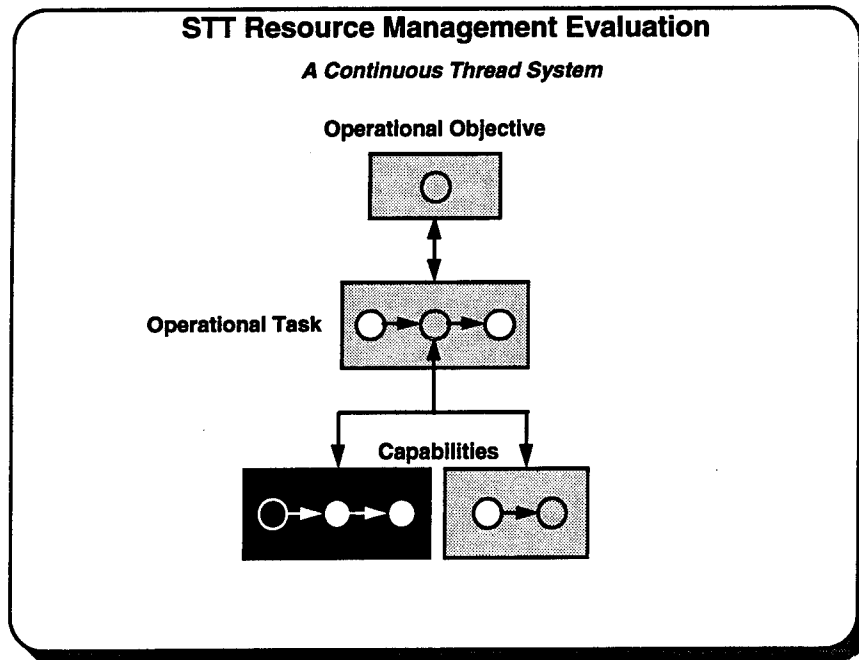 STT Resource Management Evaluation
A Continuous Thread System
Operational Objective
Operational Task
Capabilities